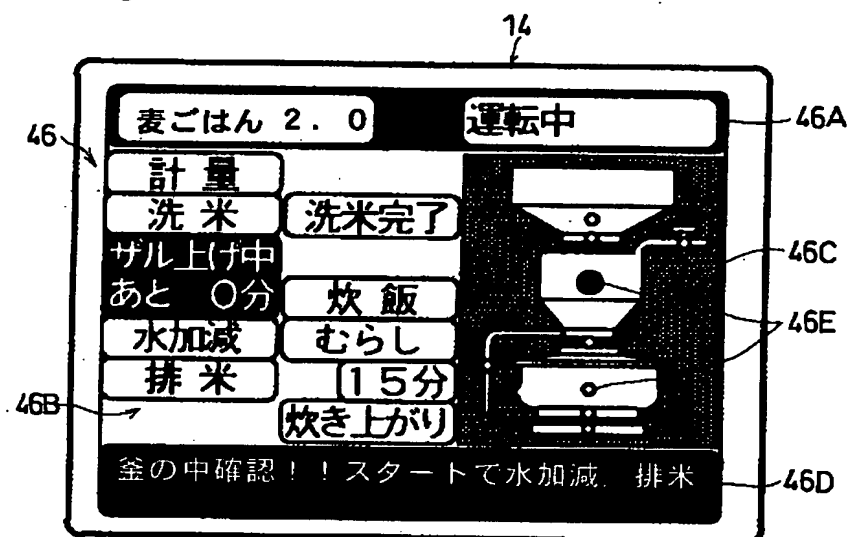 14
麦ごはん 2.0 運転中
46A
46
計量
洗米 洗米完了
ザル上げ中
46C
あと 0分 炊飯
46E
水加減 むらし
排米 15分
46B
炊き上がり
釜の中確認!!スタートで水加減. 排米
46D